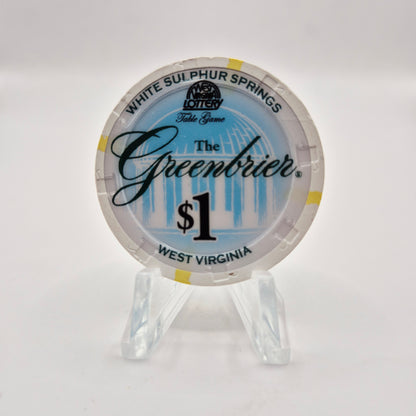 WHITE SULPHUR SPRINGS
West Virginia
LOTTERY
Table Game
The
Greenbrier®
$1
WEST VIRGINIA